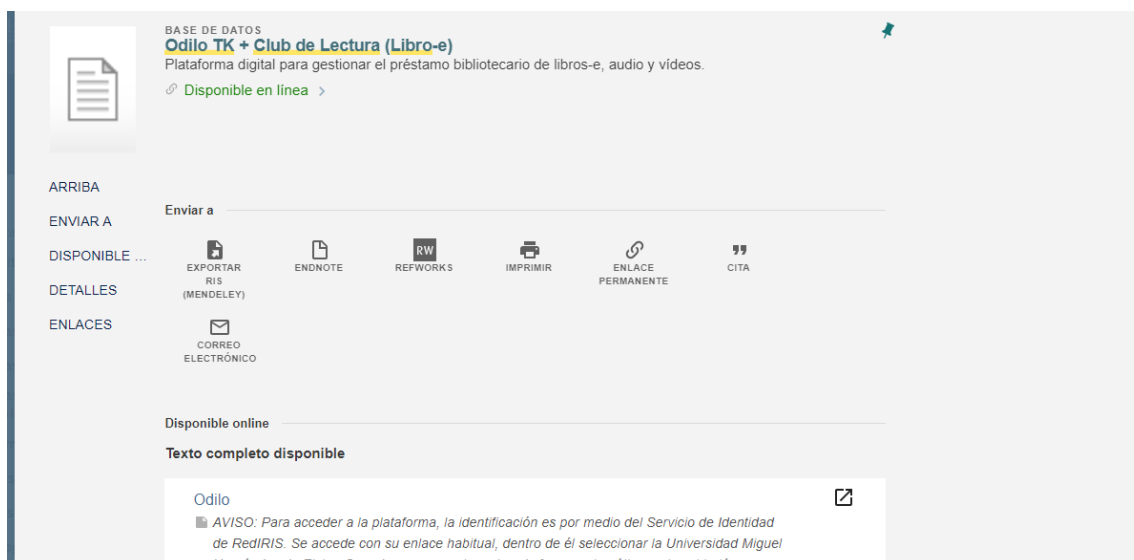 BASE DE DATOS
Odilo TK + Club de Lectura (Libro-e)
Plataforma digital para gestionar el préstamo bibliotecario de libros-e, audio y vídeos.
Disponible en línea >
ARRIBA
ENVIAR A
DISPONIBLE ...
DETALLES
ENLACES
Enviar a
EXPORTAR
RIS
(MENDELEY)
ENDNOTE
RW
REFWORKS
IMPRIMIR
ENLACE
PERMANENTE
CITA
CORREO
ELECTRÓNICO
Disponible online
Texto completo disponible
Odilo
AVISO: Para acceder a la plataforma, la identificación es por medio del Servicio de Identidad
de RedIRIS. Se accede con su enlace habitual, dentro de él seleccionar la Universidad Miguel